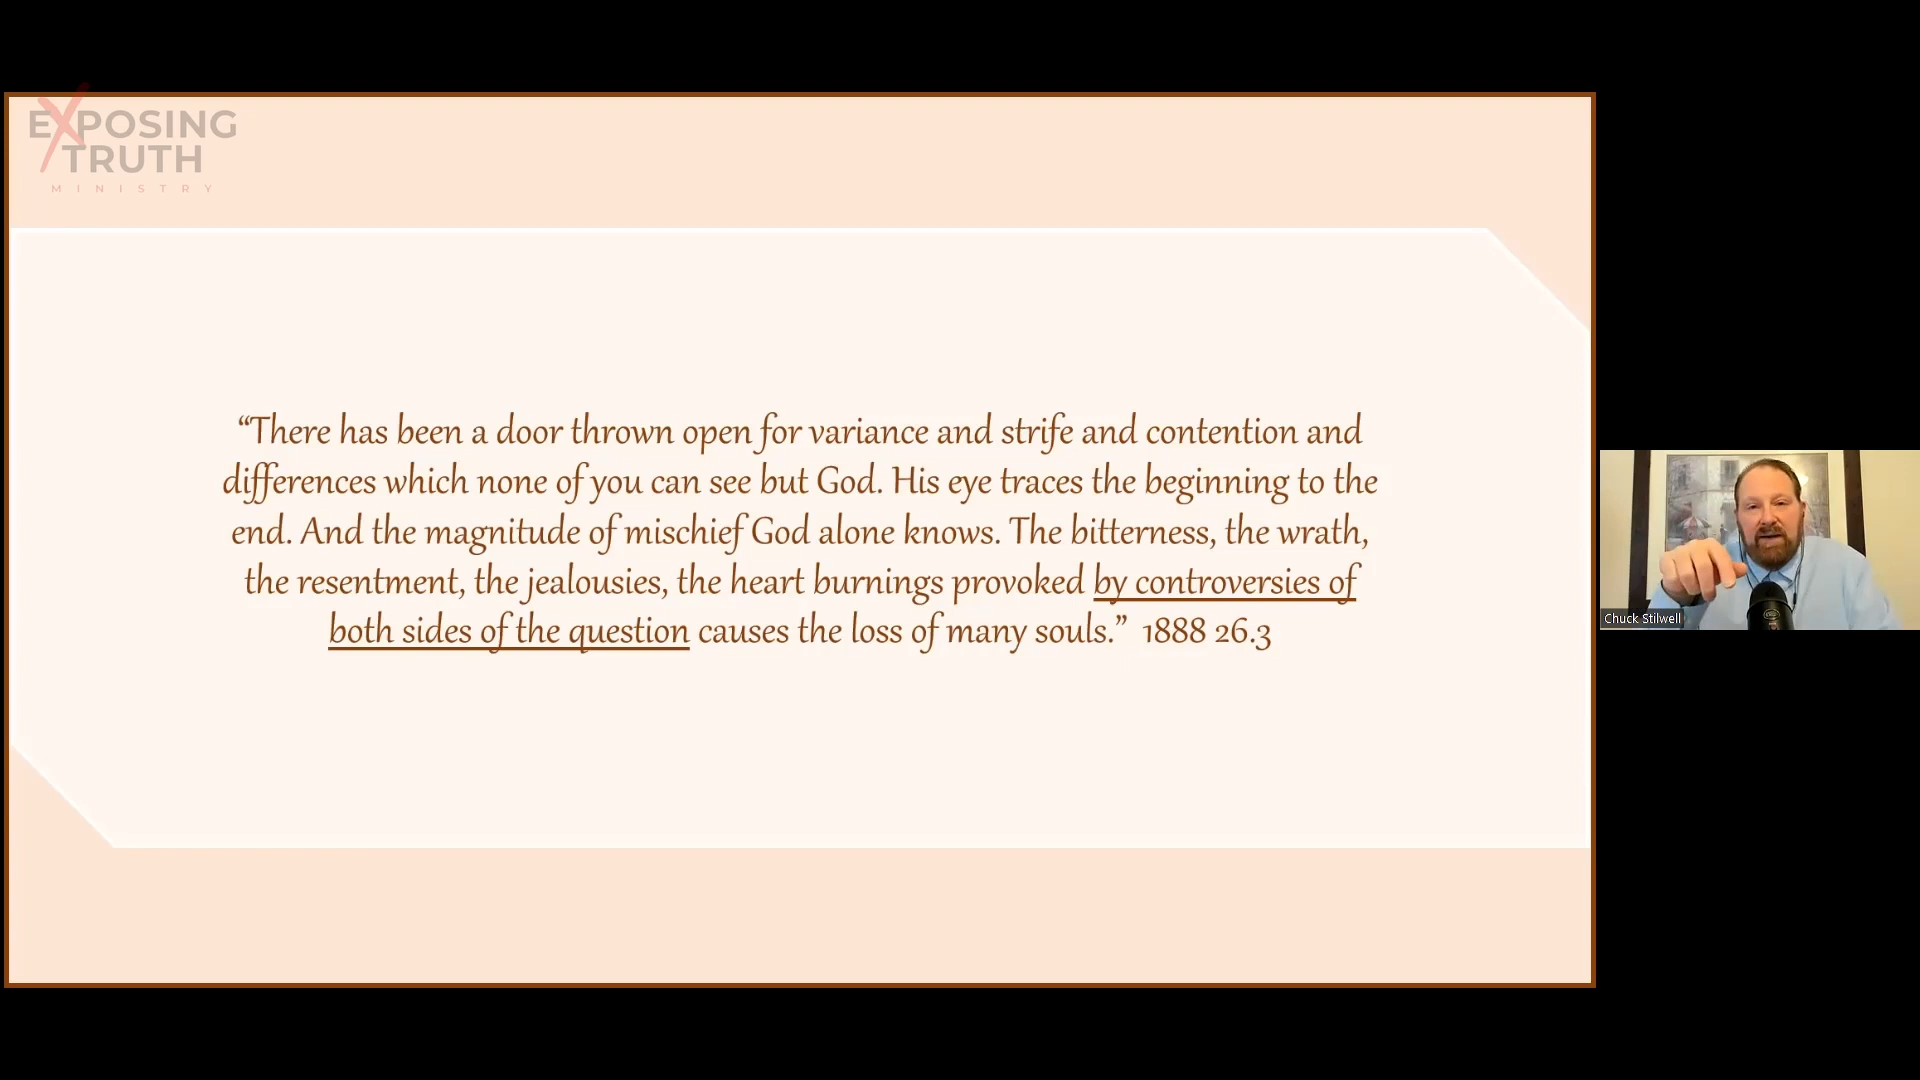 EXPOSING
TRUTH
MINISTRY
“There has been a door thrown open for variance and strife and contention and
differences which none of you can see but God. His eye traces the beginning to the
end. And the magnitude of mischief God alone knows. The bitterness, the wrath,
the resentment, the jealousies, the heart burnings provoked by controversies of
both sides of the question causes the loss of many souls.” 1888 26.3
Chuck Stilwell